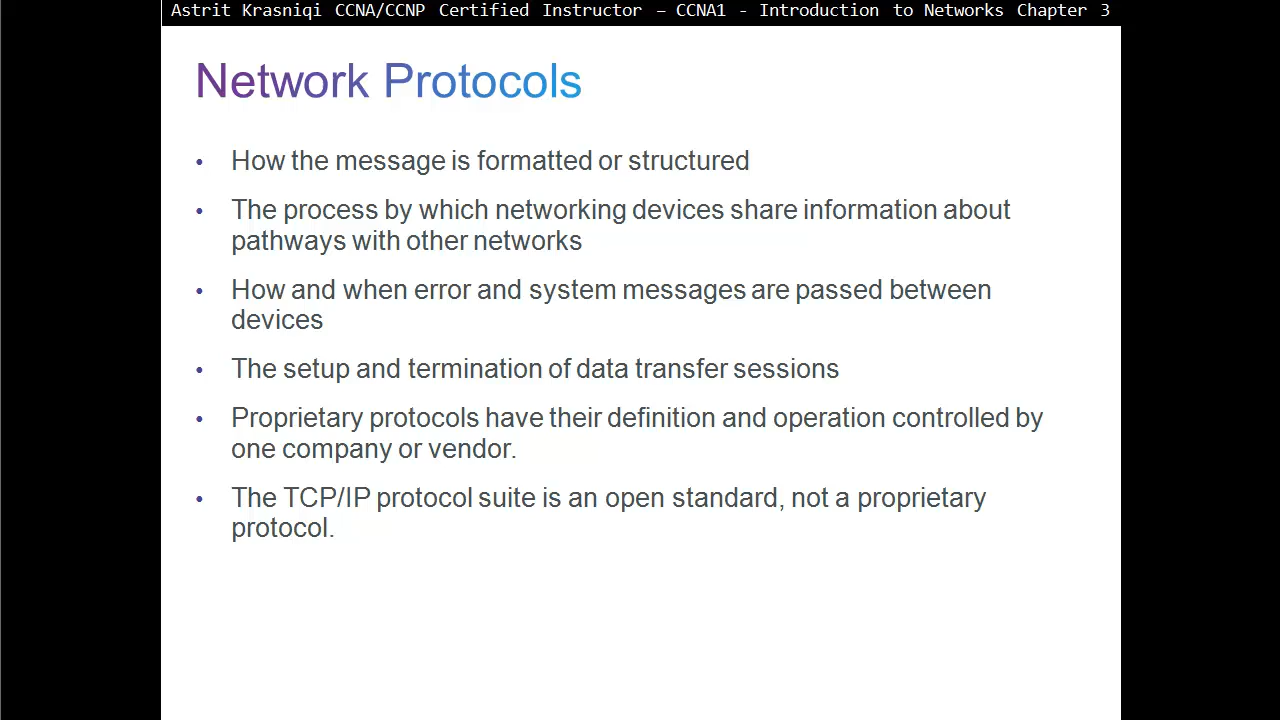 Astrit Krasniqi CCNA/CCNP Certified Instructor – CCNA1 - Introduction to Networks Chapter 3
Network Protocols
• How the message is formatted or structured
• The process by which networking devices share information about
pathways with other networks
• How and when error and system messages are passed between
devices
• The setup and termination of data transfer sessions
• Proprietary protocols have their definition and operation controlled by
one company or vendor.
• The TCP/IP protocol suite is an open standard, not a proprietary
protocol.